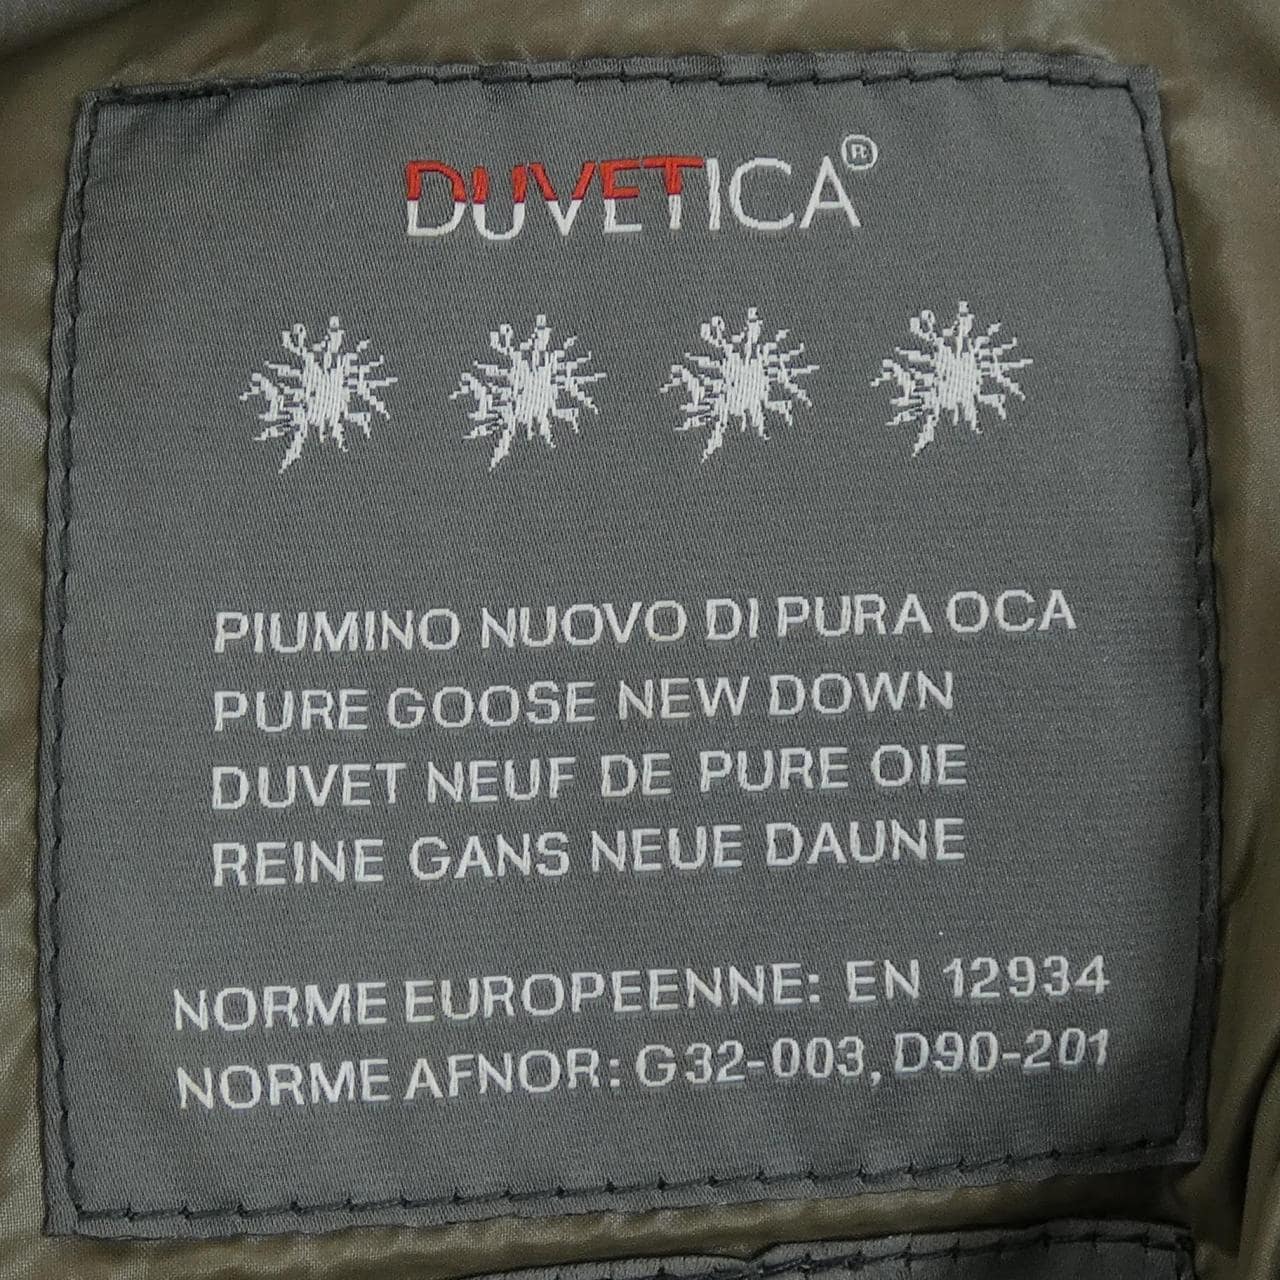 DUVETICA®
PIUMINO NUOVO DI PURA OCA
PURE GOOSE NEW DOWN
DUVET NEUF DE PURE OIE
REINE GANS NEUE DAUNE
NORME EUROPEENNE: EN 12934
NORME AFNOR: G32-003, D90-201